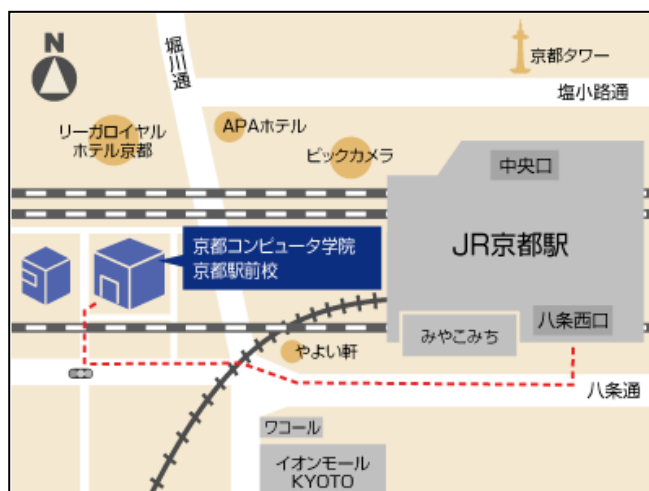 N
堀川通
京都タワー
塩小路通
リーガロイヤル
ホテル京都
APAホテル
ビックカメラ
中央口
JR京都駅
京都コンピュータ学院
京都駅前校
八条西口
みやこみち
やよい軒
八条通
ワコール
イオンモール
KYOTO